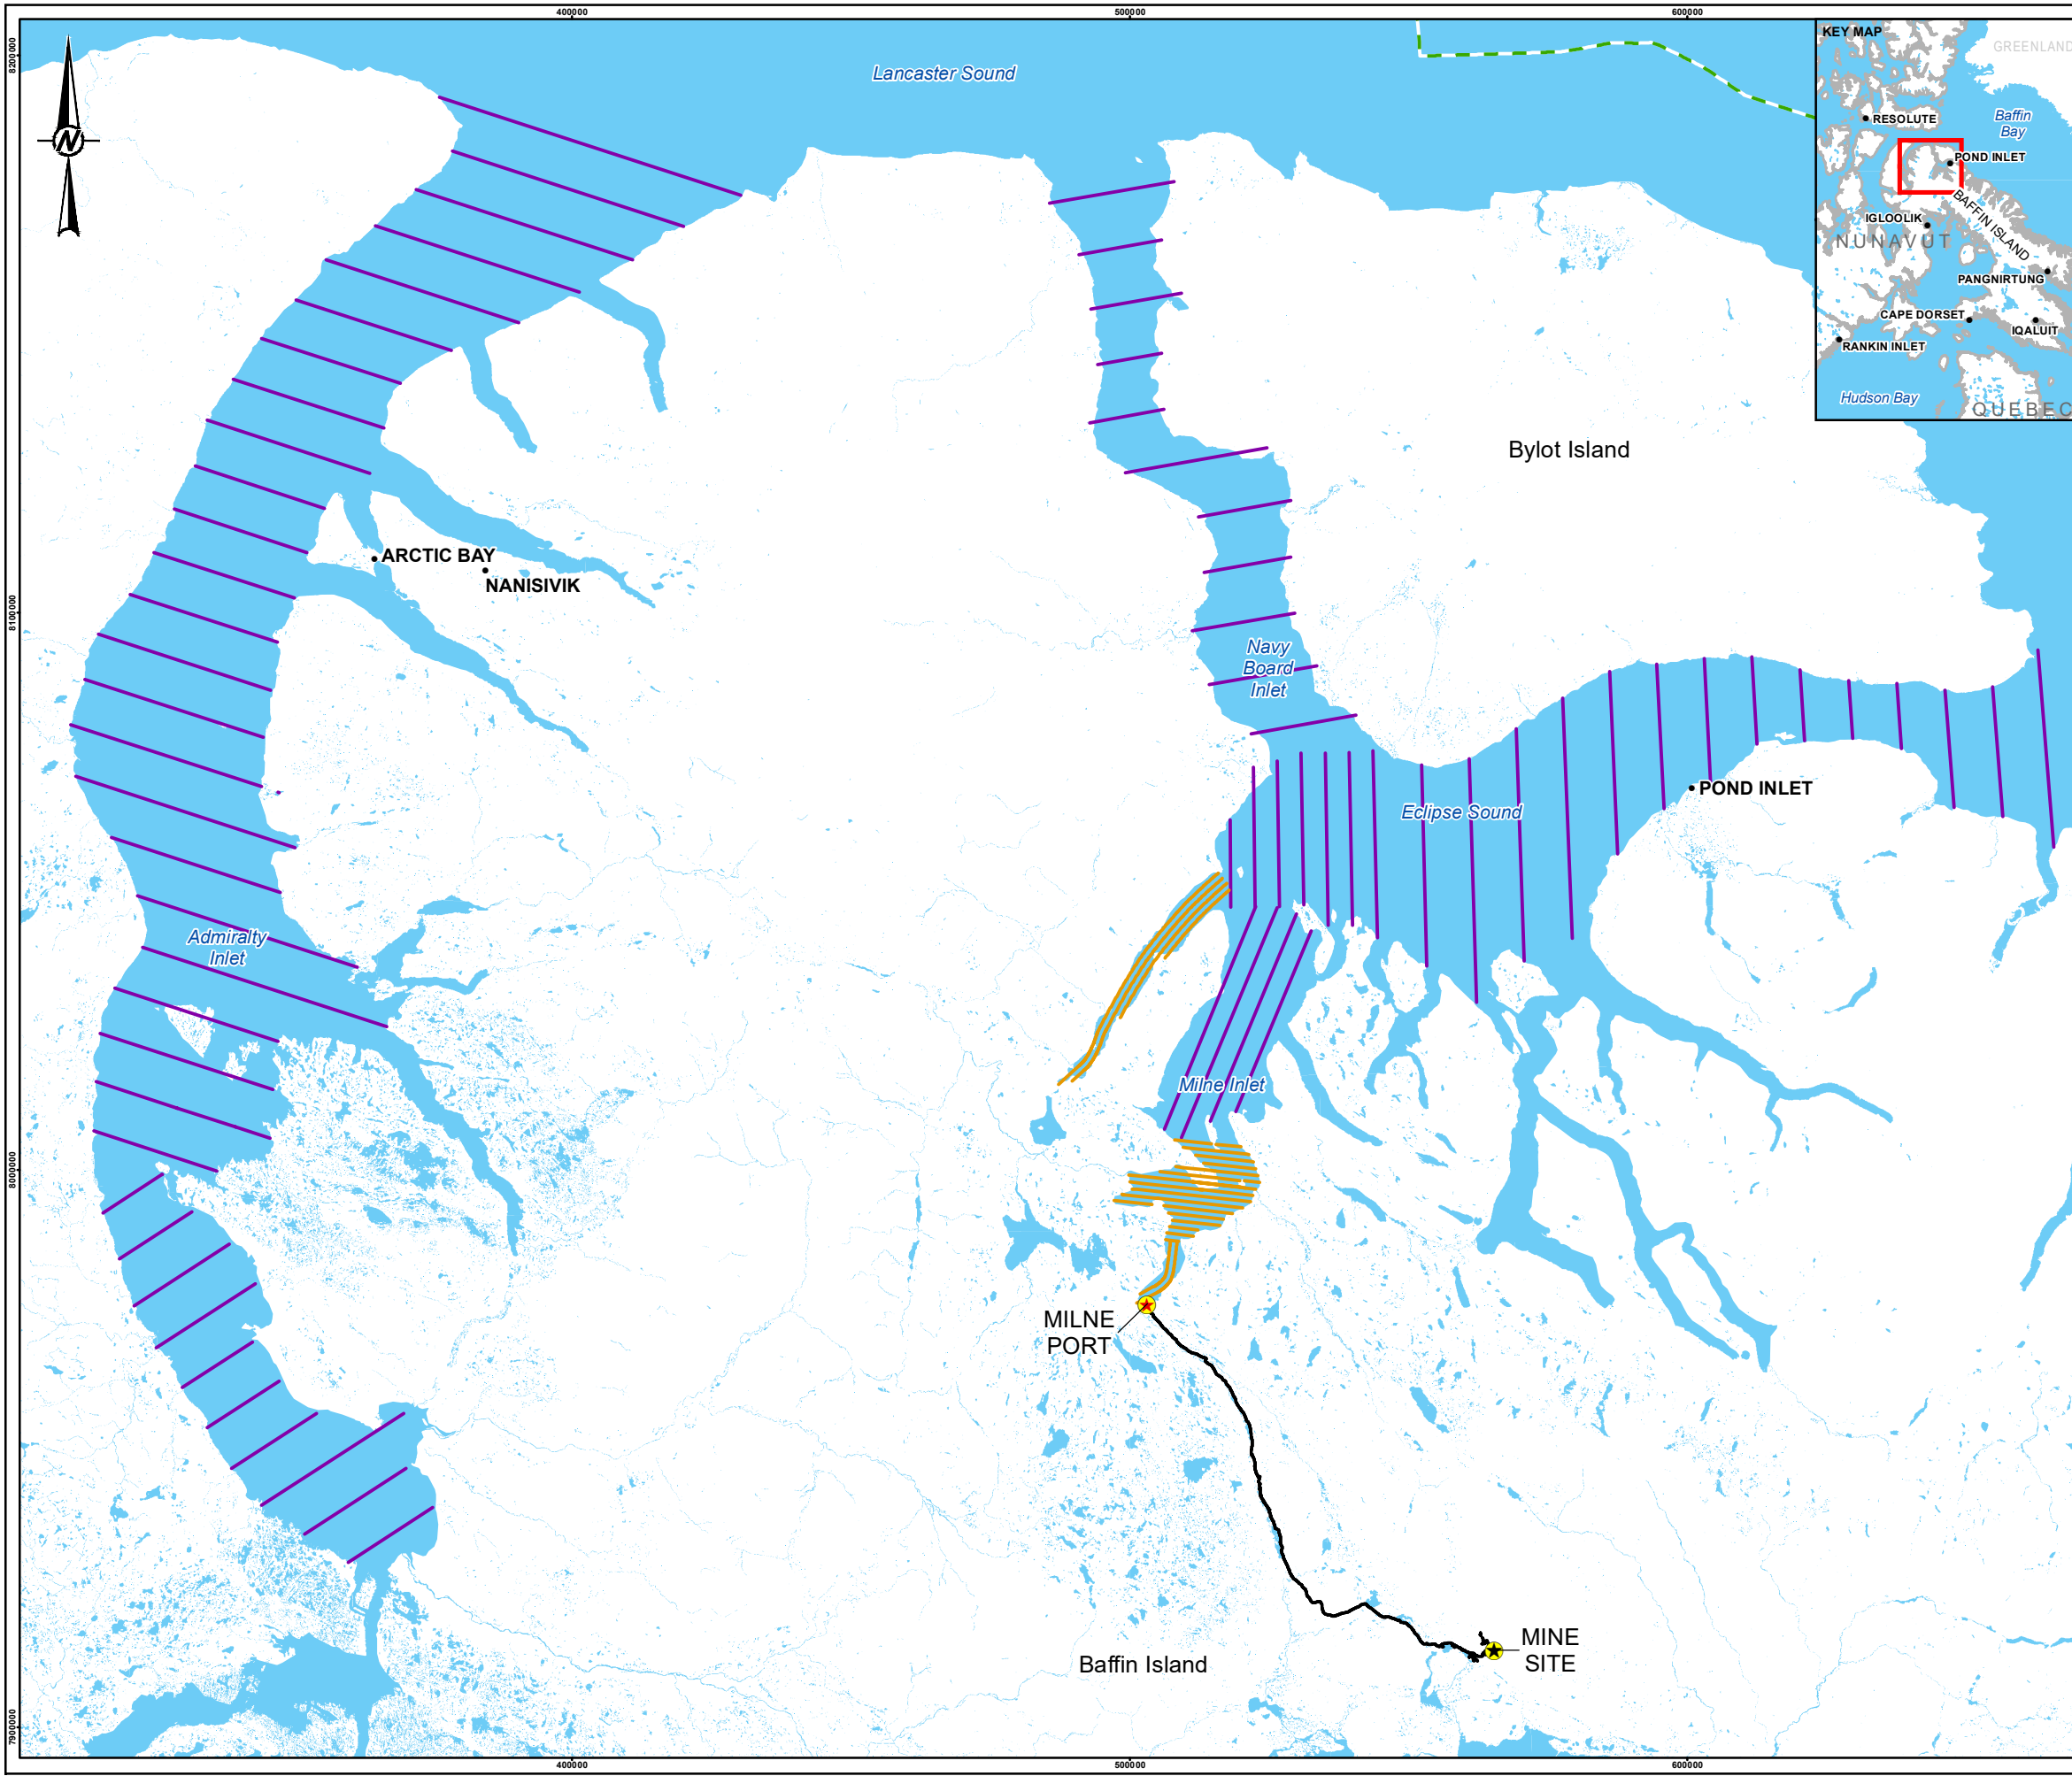 400000
500000
600000
8200000
8100000
8000000
7900000
N
Lancaster Sound
KEY MAP
GREENLAND
Baffin
Bay
RESOLUTE
POND INLET
BAFFIN ISLAND
IGLOOLIK
NUNAVUT
PANGNIRTUNG
CAPE DORSET
IQALUIT
RANKIN INLET
Hudson Bay
QUEBEC
Bylot Island
ARCTIC BAY
NANISIVIK
Navy
Board
Inlet
POND INLET
Eclipse Sound
Admiralty
Inlet
Milne Inlet
MILNE
PORT
MINE
SITE
Baffin Island
400000
500000
600000